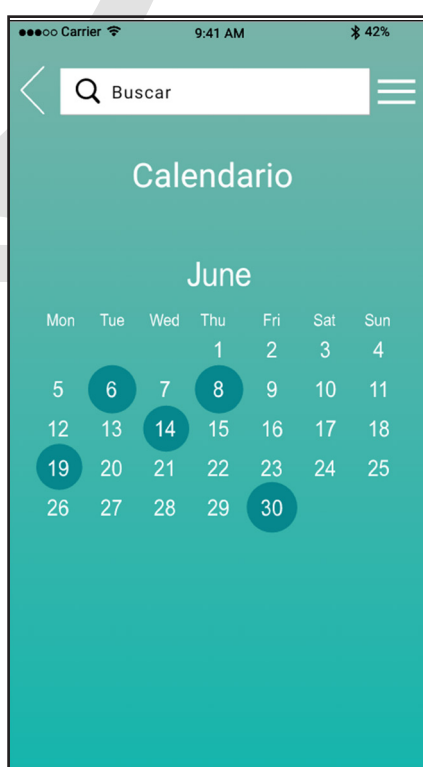 Carrier 9:41 AM 42%
Buscar
Calendario
June
Mon Tue Wed Thu Fri Sat Sun
1 2 3 4
5 6 7 8 9 10 11
12 13 14 15 16 17 18
19 20 21 22 23 24 25
26 27 28 29 30